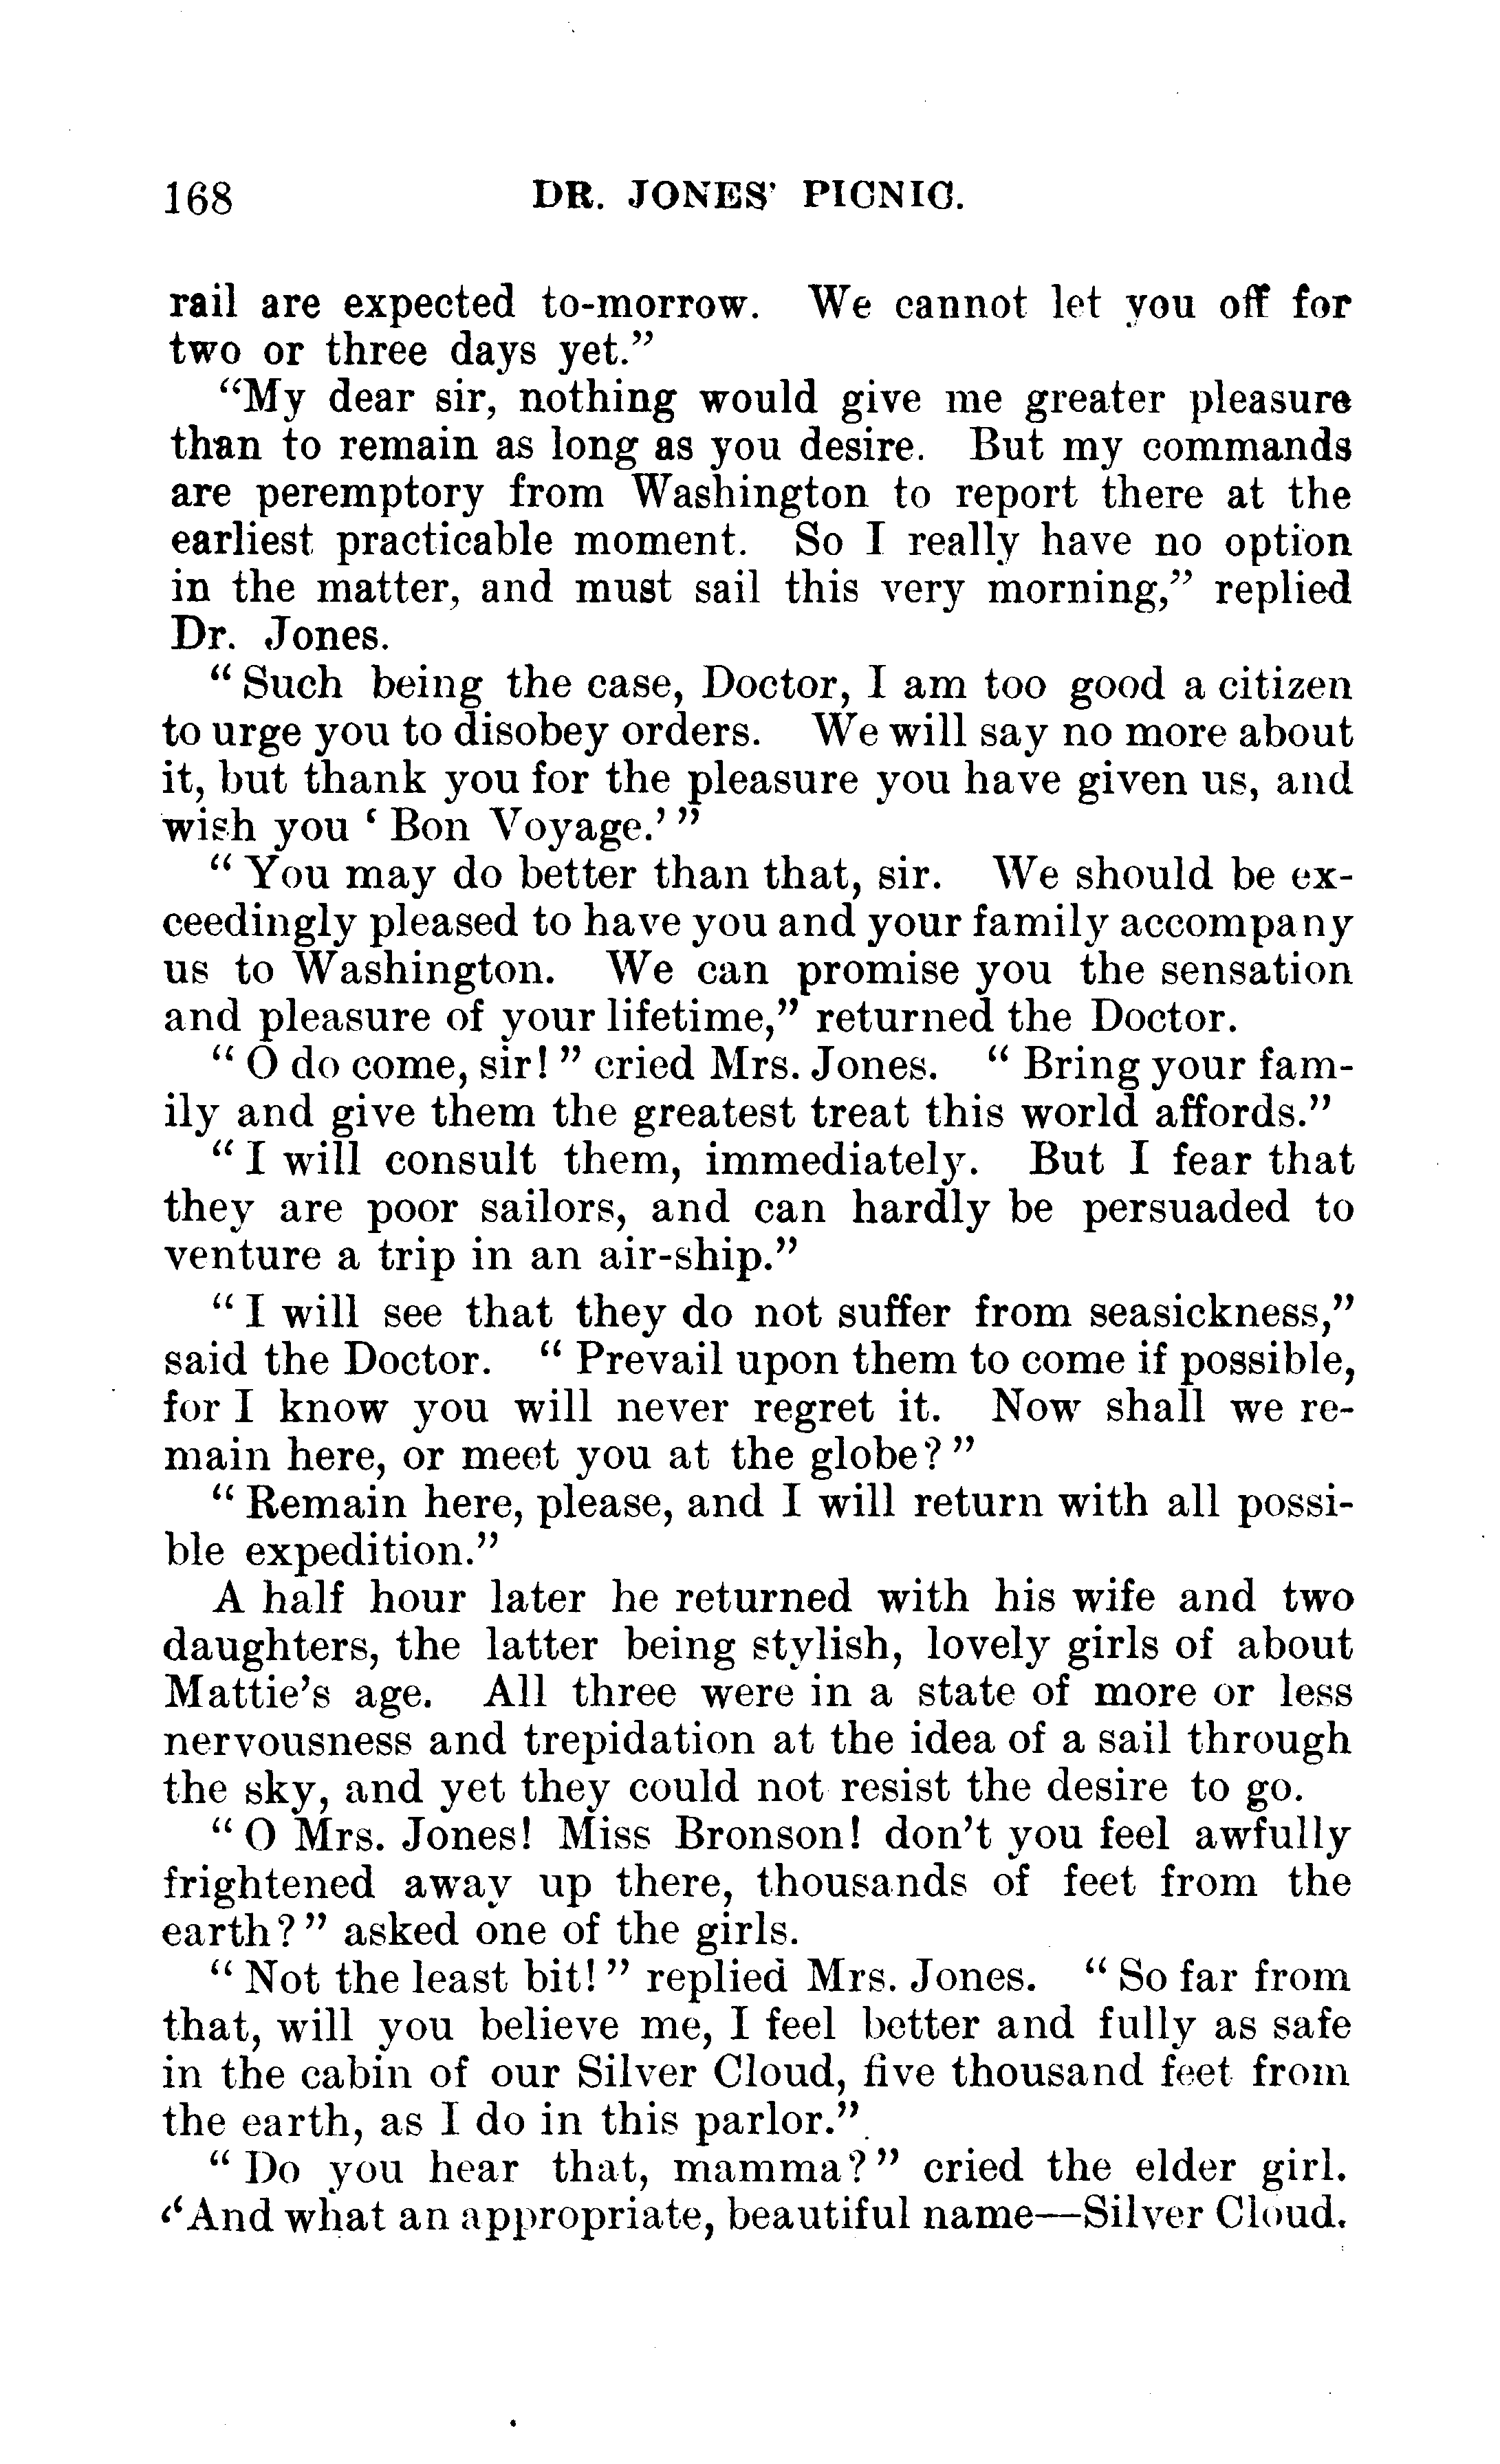 168 DR. JONES' PICNIC.
rail are expected to-morrow. We cannot let you off for
two or three days yet.”
“My dear sir, nothing would give me greater pleasure
than to remain as long as you desire. But my commands
are peremptory from Washington to report there at the
earliest practicable moment. So I really have no option
in the matter, and must sail this very morning,” replied
Dr. Jones.
“Such being the case, Doctor, I am too good a citizen
to urge you to disobey orders. We will say no more about
it, but thank you for the pleasure you have given us, and
wish you ‘Bon Voyage.’”
“You may do better than that, sir. We should be ex-
ceedingly pleased to have you and your family accompany
us to Washington. We can promise you the sensation
and pleasure of your lifetime,” returned the Doctor.
“O do come, sir!” cried Mrs. Jones. “Bring your fam-
ily and give them the greatest treat this world affords.”
“I will consult them, immediately. But I fear that
they are poor sailors, and can hardly be persuaded to
venture a trip in an air-ship.”
“I will see that they do not suffer from seasickness,”
said the Doctor. “Prevail upon them to come if possible,
for I know you will never regret it. Now shall we re-
main here, or meet you at the globe?”
“Remain here, please, and I will return with all possi-
ble expedition.”
A half hour later he returned with his wife and two
daughters, the latter being stylish, lovely girls of about
Mattie's age. All three were in a state of more or less
nervousness and trepidation at the idea of a sail through
the sky, and yet they could not resist the desire to go.
“O Mrs. Jones! Miss Bronson! don't you feel awfully
frightened away up there, thousands of feet from the
earth?” asked one of the girls.
“Not the least bit!” replied Mrs. Jones. “So far from
that, will you believe me, I feel better and fully as safe
in the cabin of our Silver Cloud, five thousand feet from
the earth, as I do in this parlor.”
“Do you hear that, mamma?” cried the elder girl.
“And what an appropriate, beautiful name—Silver Cloud.